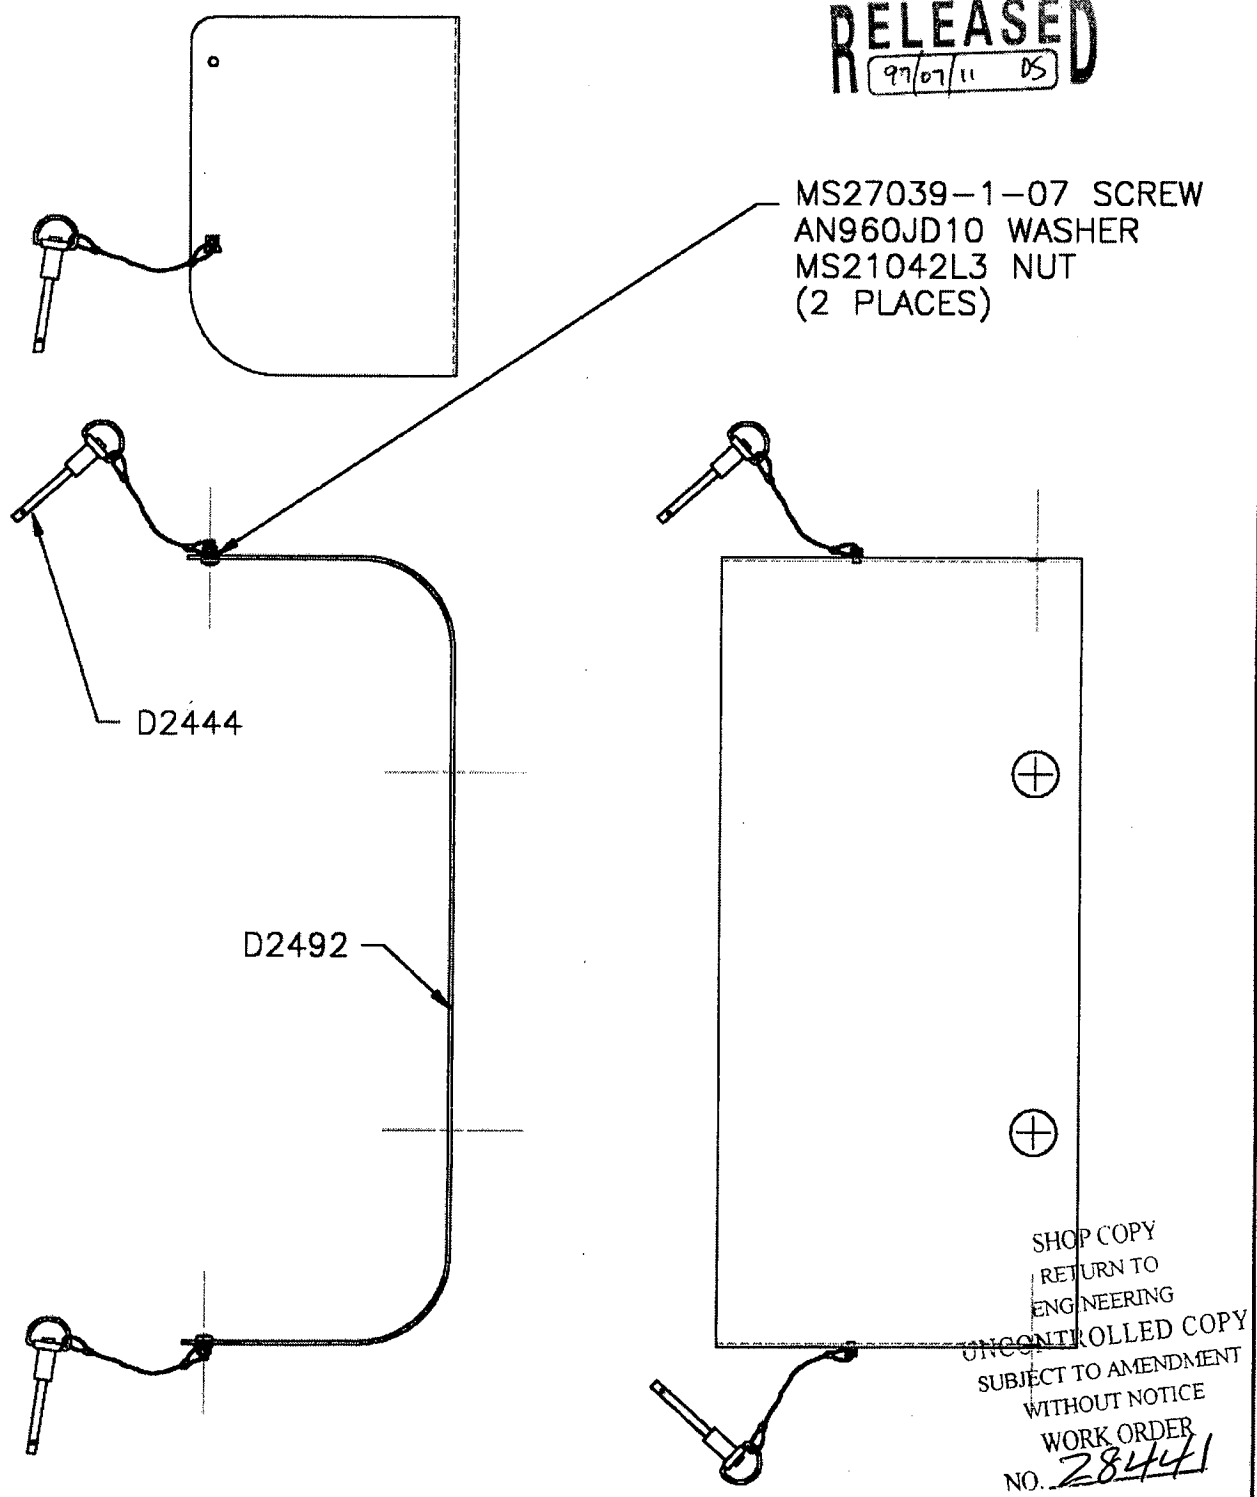 RELEASED
97/07/11 DS
MS27039-1-07 SCREW
AN960JD10 WASHER
MS21042L3 NUT
(2 PLACES)
D2444
D2492
SHOP COPY
RETURN TO
ENGINEERING
UNCONTROLLED COPY
SUBJECT TO AMENDMENT
WITHOUT NOTICE
WORK ORDER
NO. 28441